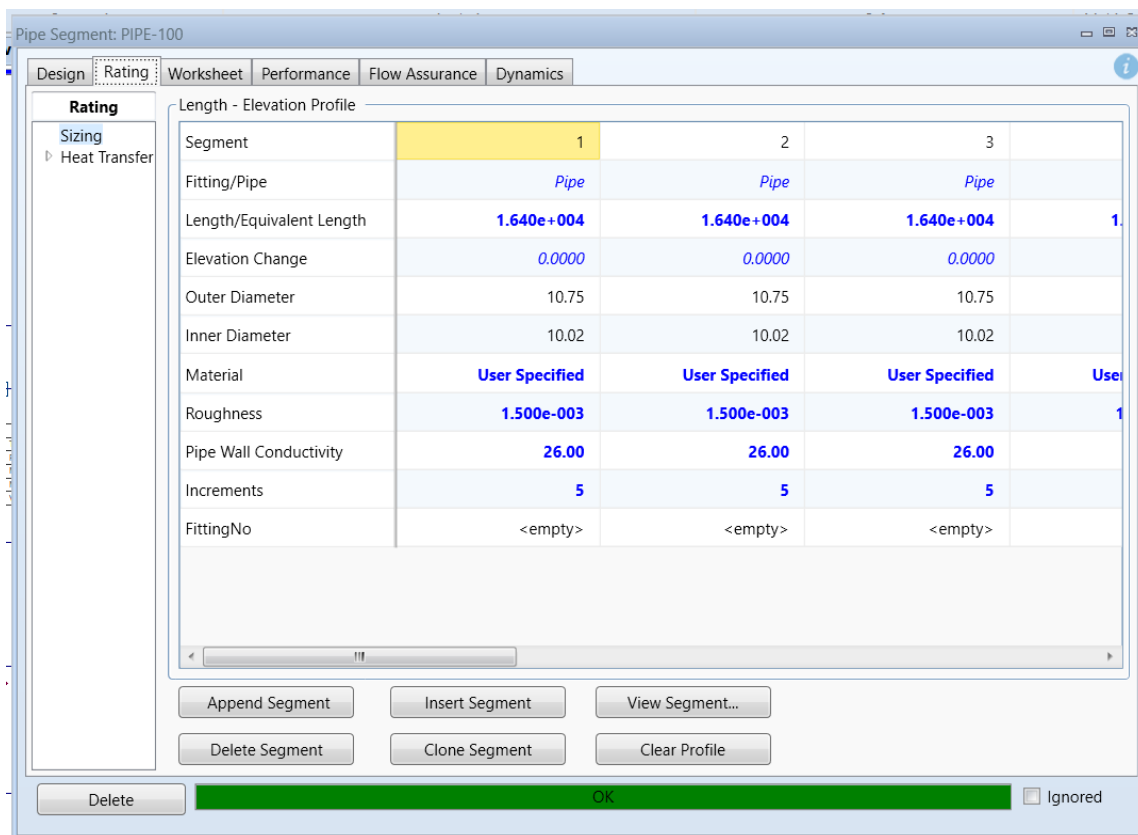 Pipe Segment: PIPE-100
Design Rating Worksheet Performance Flow Assurance Dynamics
Rating
Sizing
Heat Transfer
Length - Elevation Profile
Segment 1 2 3
Fitting/Pipe Pipe Pipe Pipe
Length/Equivalent Length 1.640e+004 1.640e+004 1.640e+004 1.
Elevation Change 0.0000 0.0000 0.0000
Outer Diameter 10.75 10.75 10.75
Inner Diameter 10.02 10.02 10.02
Material User Specified User Specified User Specified User
Roughness 1.500e-003 1.500e-003 1.500e-003 1
Pipe Wall Conductivity 26.00 26.00 26.00
Increments 5 5 5
FittingNo <empty> <empty> <empty>
Append Segment Insert Segment View Segment...
Delete Segment Clone Segment Clear Profile
Delete OK Ignored